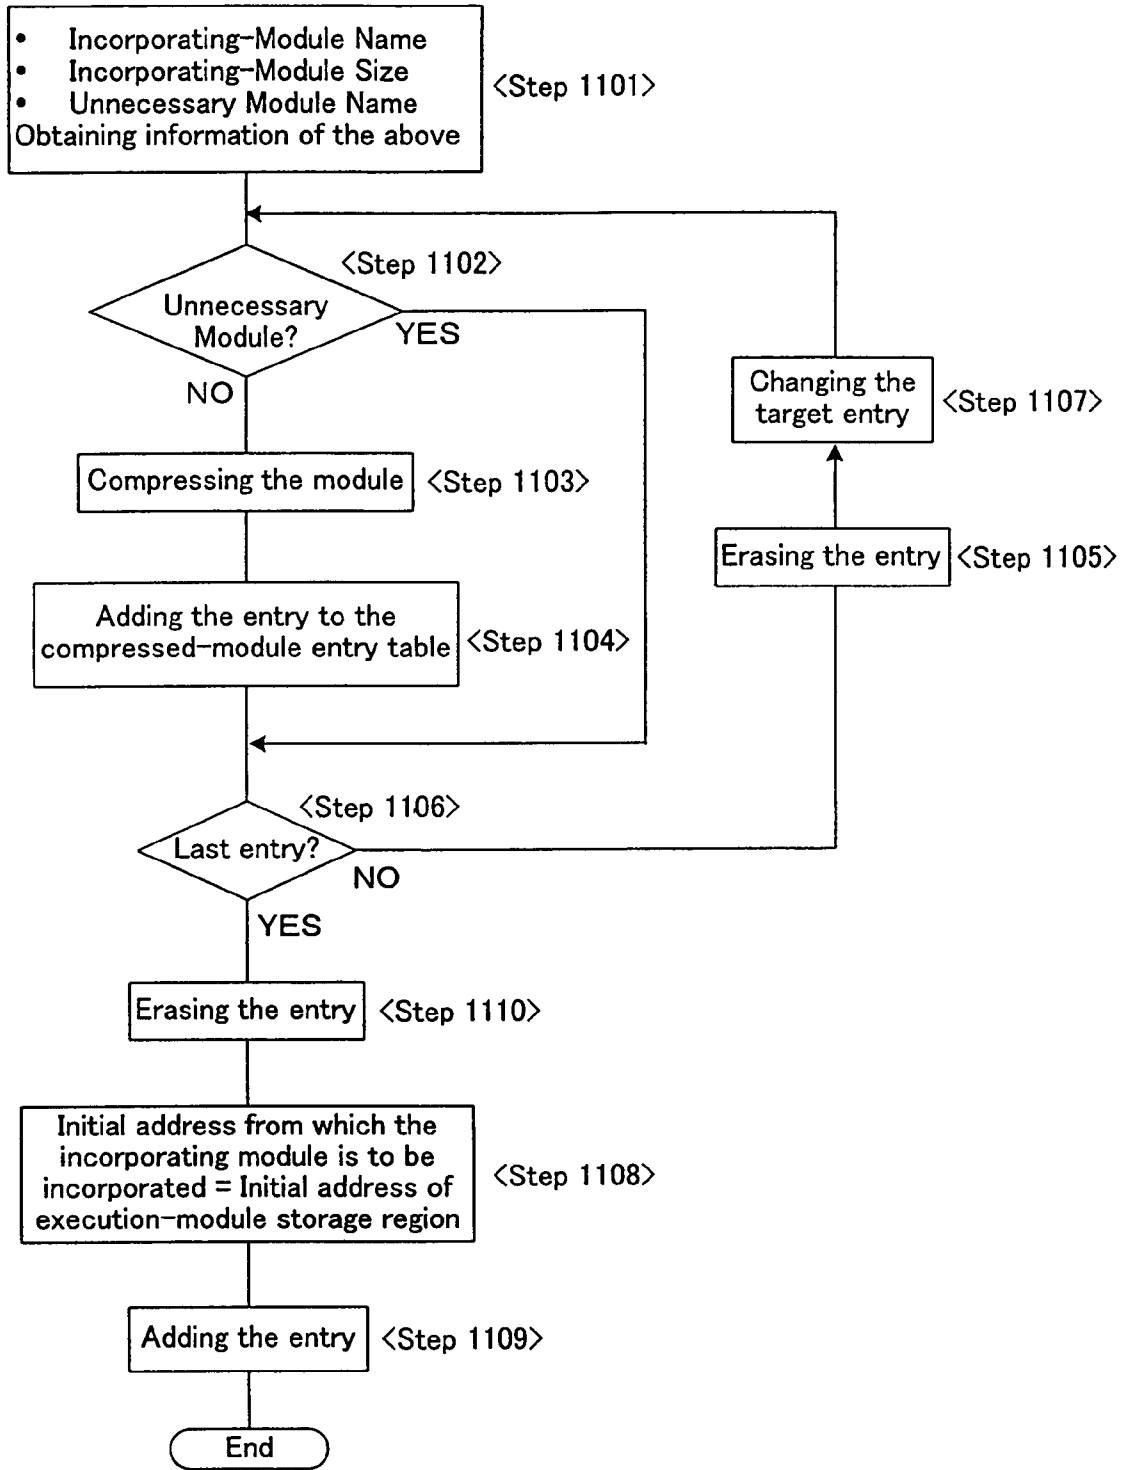 • Incorporating-Module Name
• Incorporating-Module Size
• Unnecessary Module Name
Obtaining information of the above
<Step 1101>
<Step 1102>
Unnecessary
Module?
YES
NO
Changing the
target entry
<Step 1107>
Compressing the module
<Step 1103>
Erasing the entry
<Step 1105>
Adding the entry to the
compressed-module entry table
<Step 1104>
<Step 1106>
Last entry?
NO
YES
Erasing the entry
<Step 1110>
Initial address from which the
incorporating module is to be
incorporated = Initial address of
execution-module storage region
<Step 1108>
Adding the entry
<Step 1109>
End